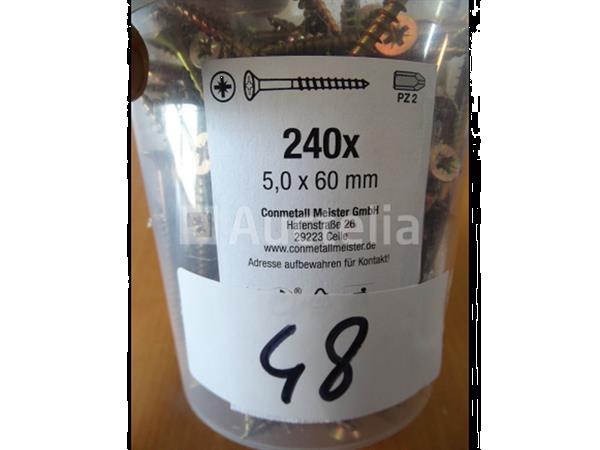 PZ 2
240x
5,0 x 60 mm
Conmetall Meister GmbH
Hafenstraße 26
29223 Celle
www.conmetallmeister.de
Adresse aufbewahren für Kontakt!
®
48